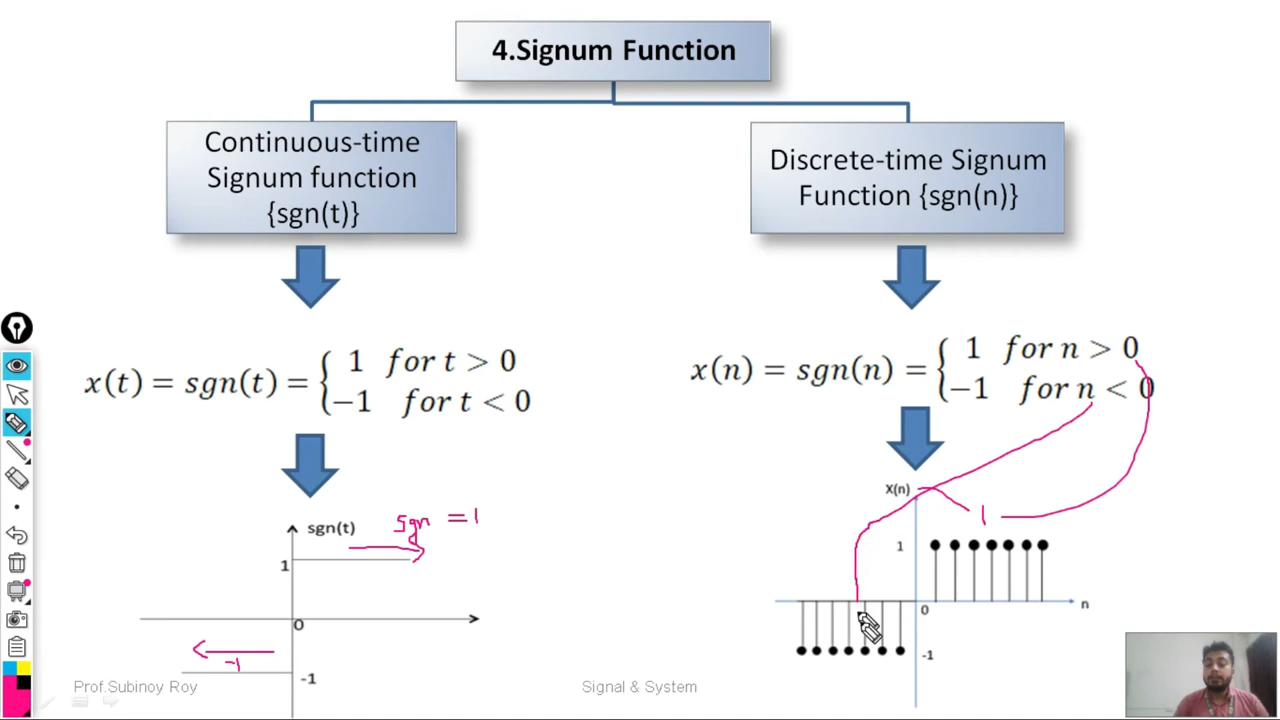 4.Signum Function
Continuous-time
Signum function
{sgn(t)}
Discrete-time Signum
Function {sgn(n)}
x(t) = sgn(t) = { 1 for t > 0
−1 for t < 0
x(n) = sgn(n) = { 1 for n > 0
−1 for n < 0
sgn(t)
Sgn = 1
1
0
-1
-1
X(n)
1
1
0
n
-1
Prof.Subinoy Roy
Signal & System